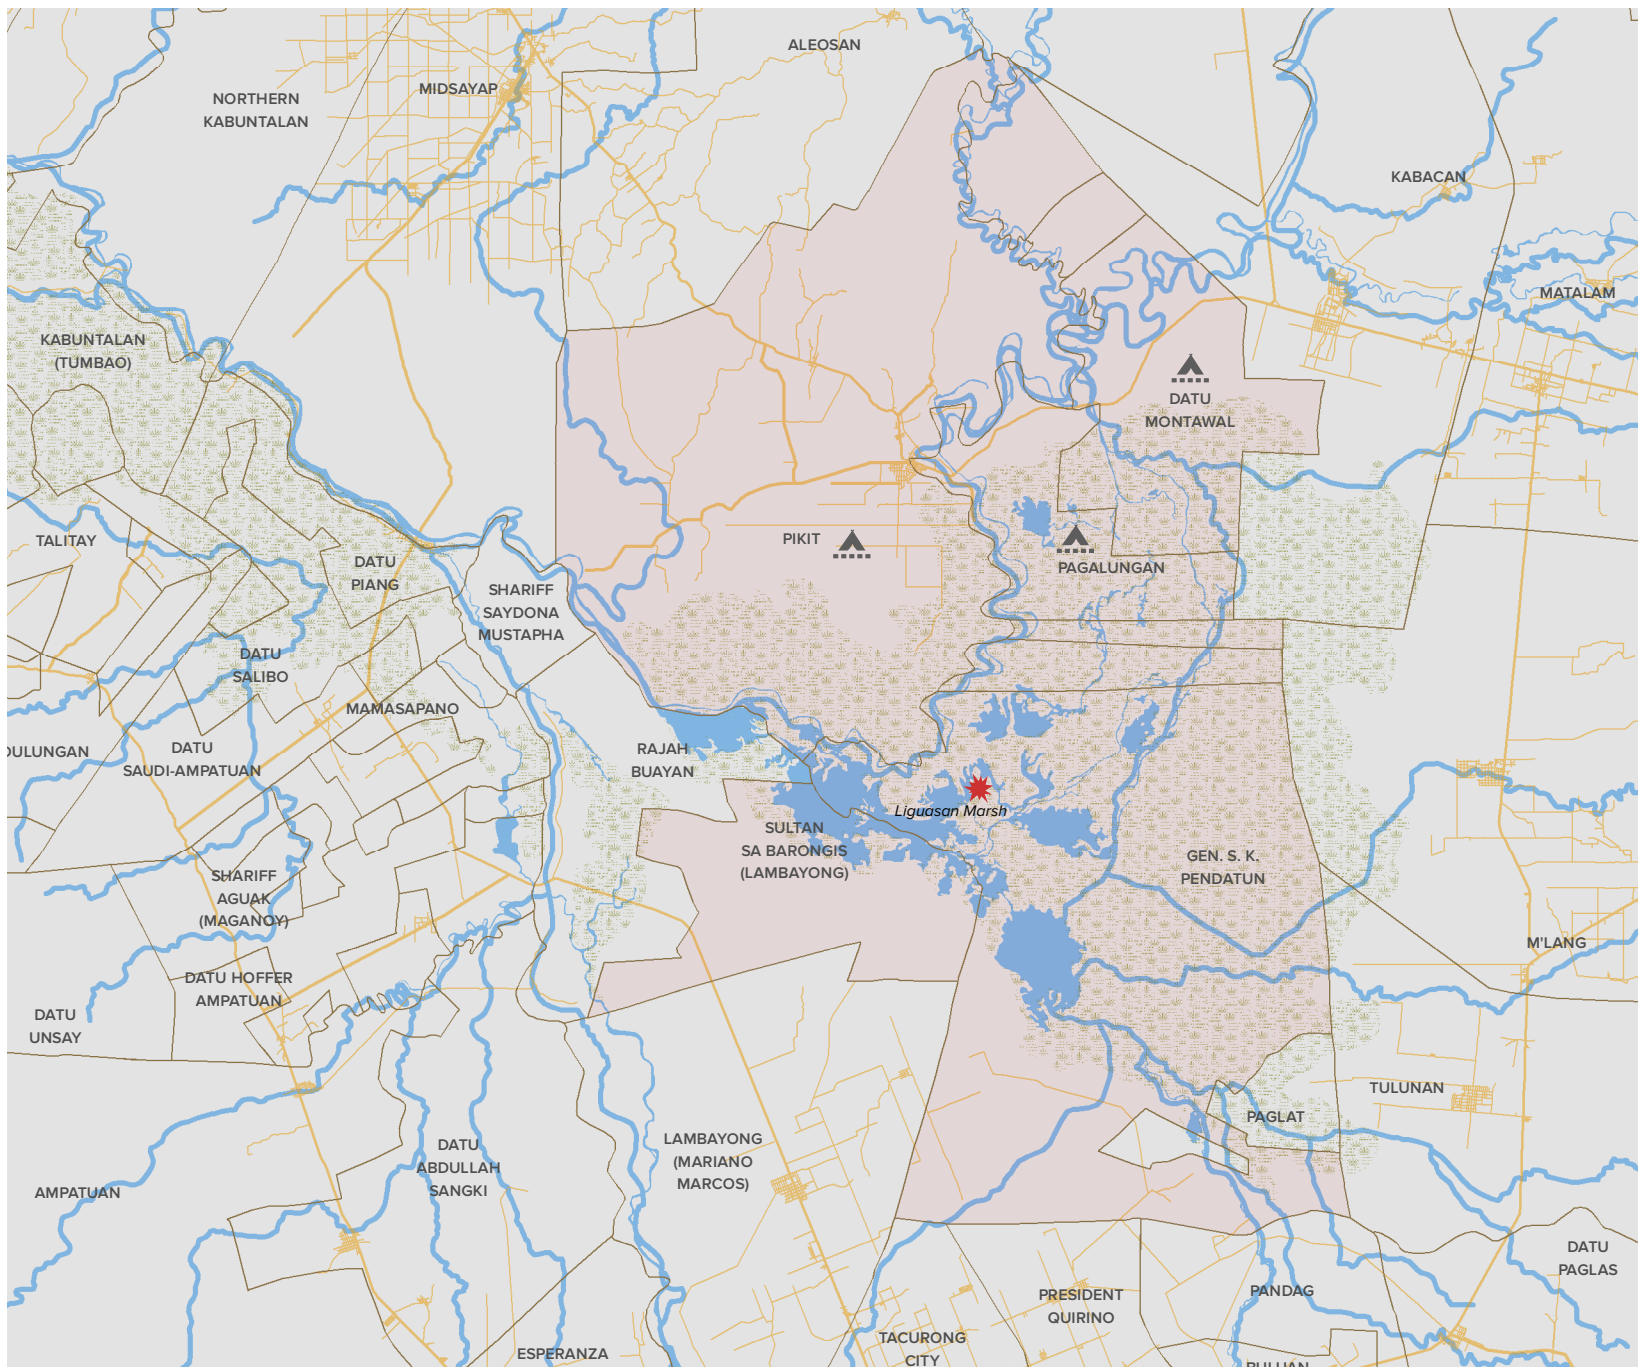 ALEOSAN
MIDSAYAP
NORTHERN
KABUNTALAN
KABACAN
MATALAM
KABUNTALAN
(TUMBAO)
DATU
MONTAWAL
TALITAY
PIKIT
DATU
PIANG
PAGALUNGAN
SHARIFF
SAYDONA
MUSTAPHA
DATU
SALIBO
MAMASAPANO
DULUNGAN
DATU
SAUDI-AMPATUAN
RAJAH
BUAYAN
Liguasan Marsh
SULTAN
SA BARONGIS
(LAMBAYONG)
GEN. S. K.
PENDATUN
SHARIFF
AGUAK
(MAGANOY)
M'LANG
DATU HOFFER
AMPATUAN
DATU
UNSAY
TULUNAN
PAGLAT
LAMBAYONG
(MARIANO
MARCOS)
DATU
ABDULLAH
SANGKI
AMPATUAN
DATU
PAGLAS
PANDAG
PRESIDENT
QUIRINO
TACURONG
CITY
ESPERANZA
BULUAN